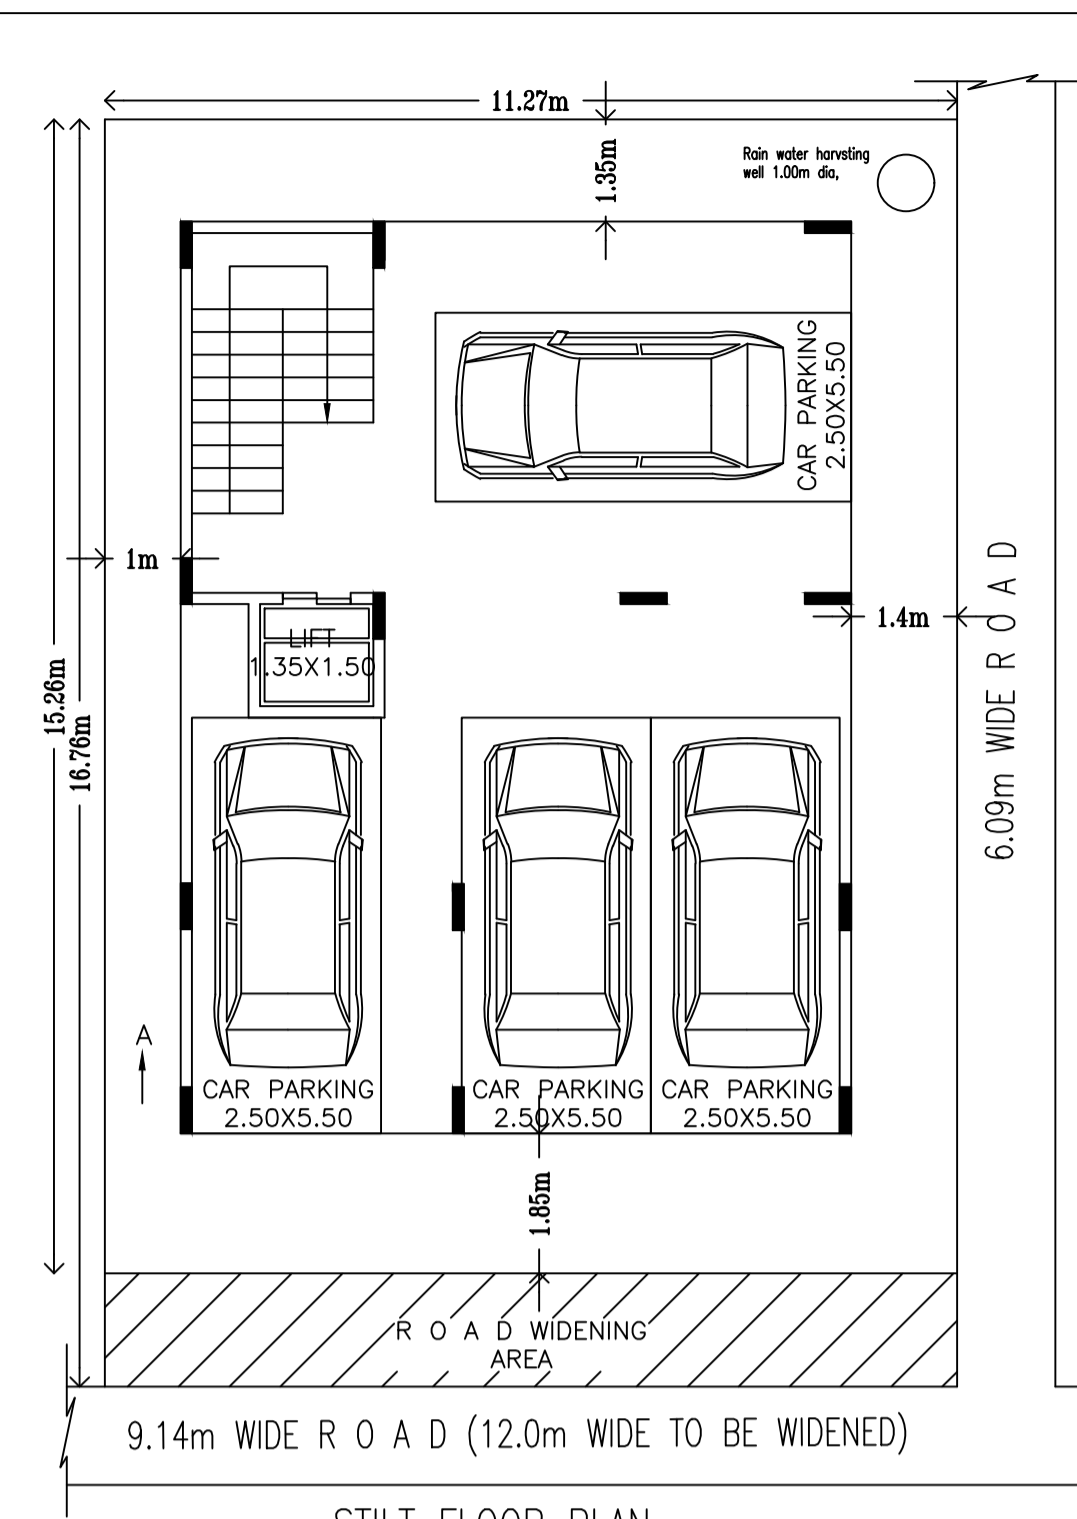 11.27m
1.35m
Rain water harvsting
well 1.00m dia,
CAR PARKING
2.50X5.50
1m
LIFT
1.35X1.50
1.4m
15.26m
16.76m
6.09m WIDE R O A D
A
CAR PARKING
2.50X5.50
CAR PARKING
2.50X5.50
CAR PARKING
2.50X5.50
1.85m
R O A D WIDENING
AREA
9.14m WIDE R O A D (12.0m WIDE TO BE WIDENED)
STILT FLOOR PLAN